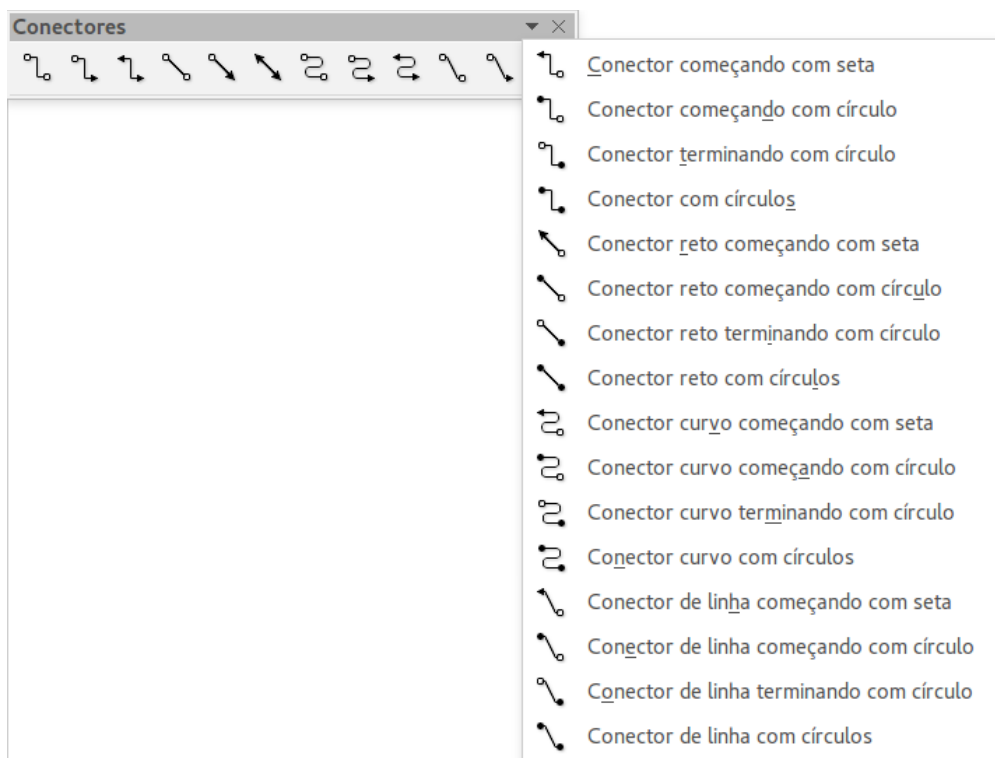 Conectores
Conector começando com seta
Conector começando com círculo
Conector terminando com círculo
Conector com círculos
Conector reto começando com seta
Conector reto começando com círculo
Conector reto terminando com círculo
Conector reto com círculos
Conector curvo começando com seta
Conector curvo começando com círculo
Conector curvo terminando com círculo
Conector curvo com círculos
Conector de linha começando com seta
Conector de linha começando com círculo
Conector de linha terminando com círculo
Conector de linha com círculos